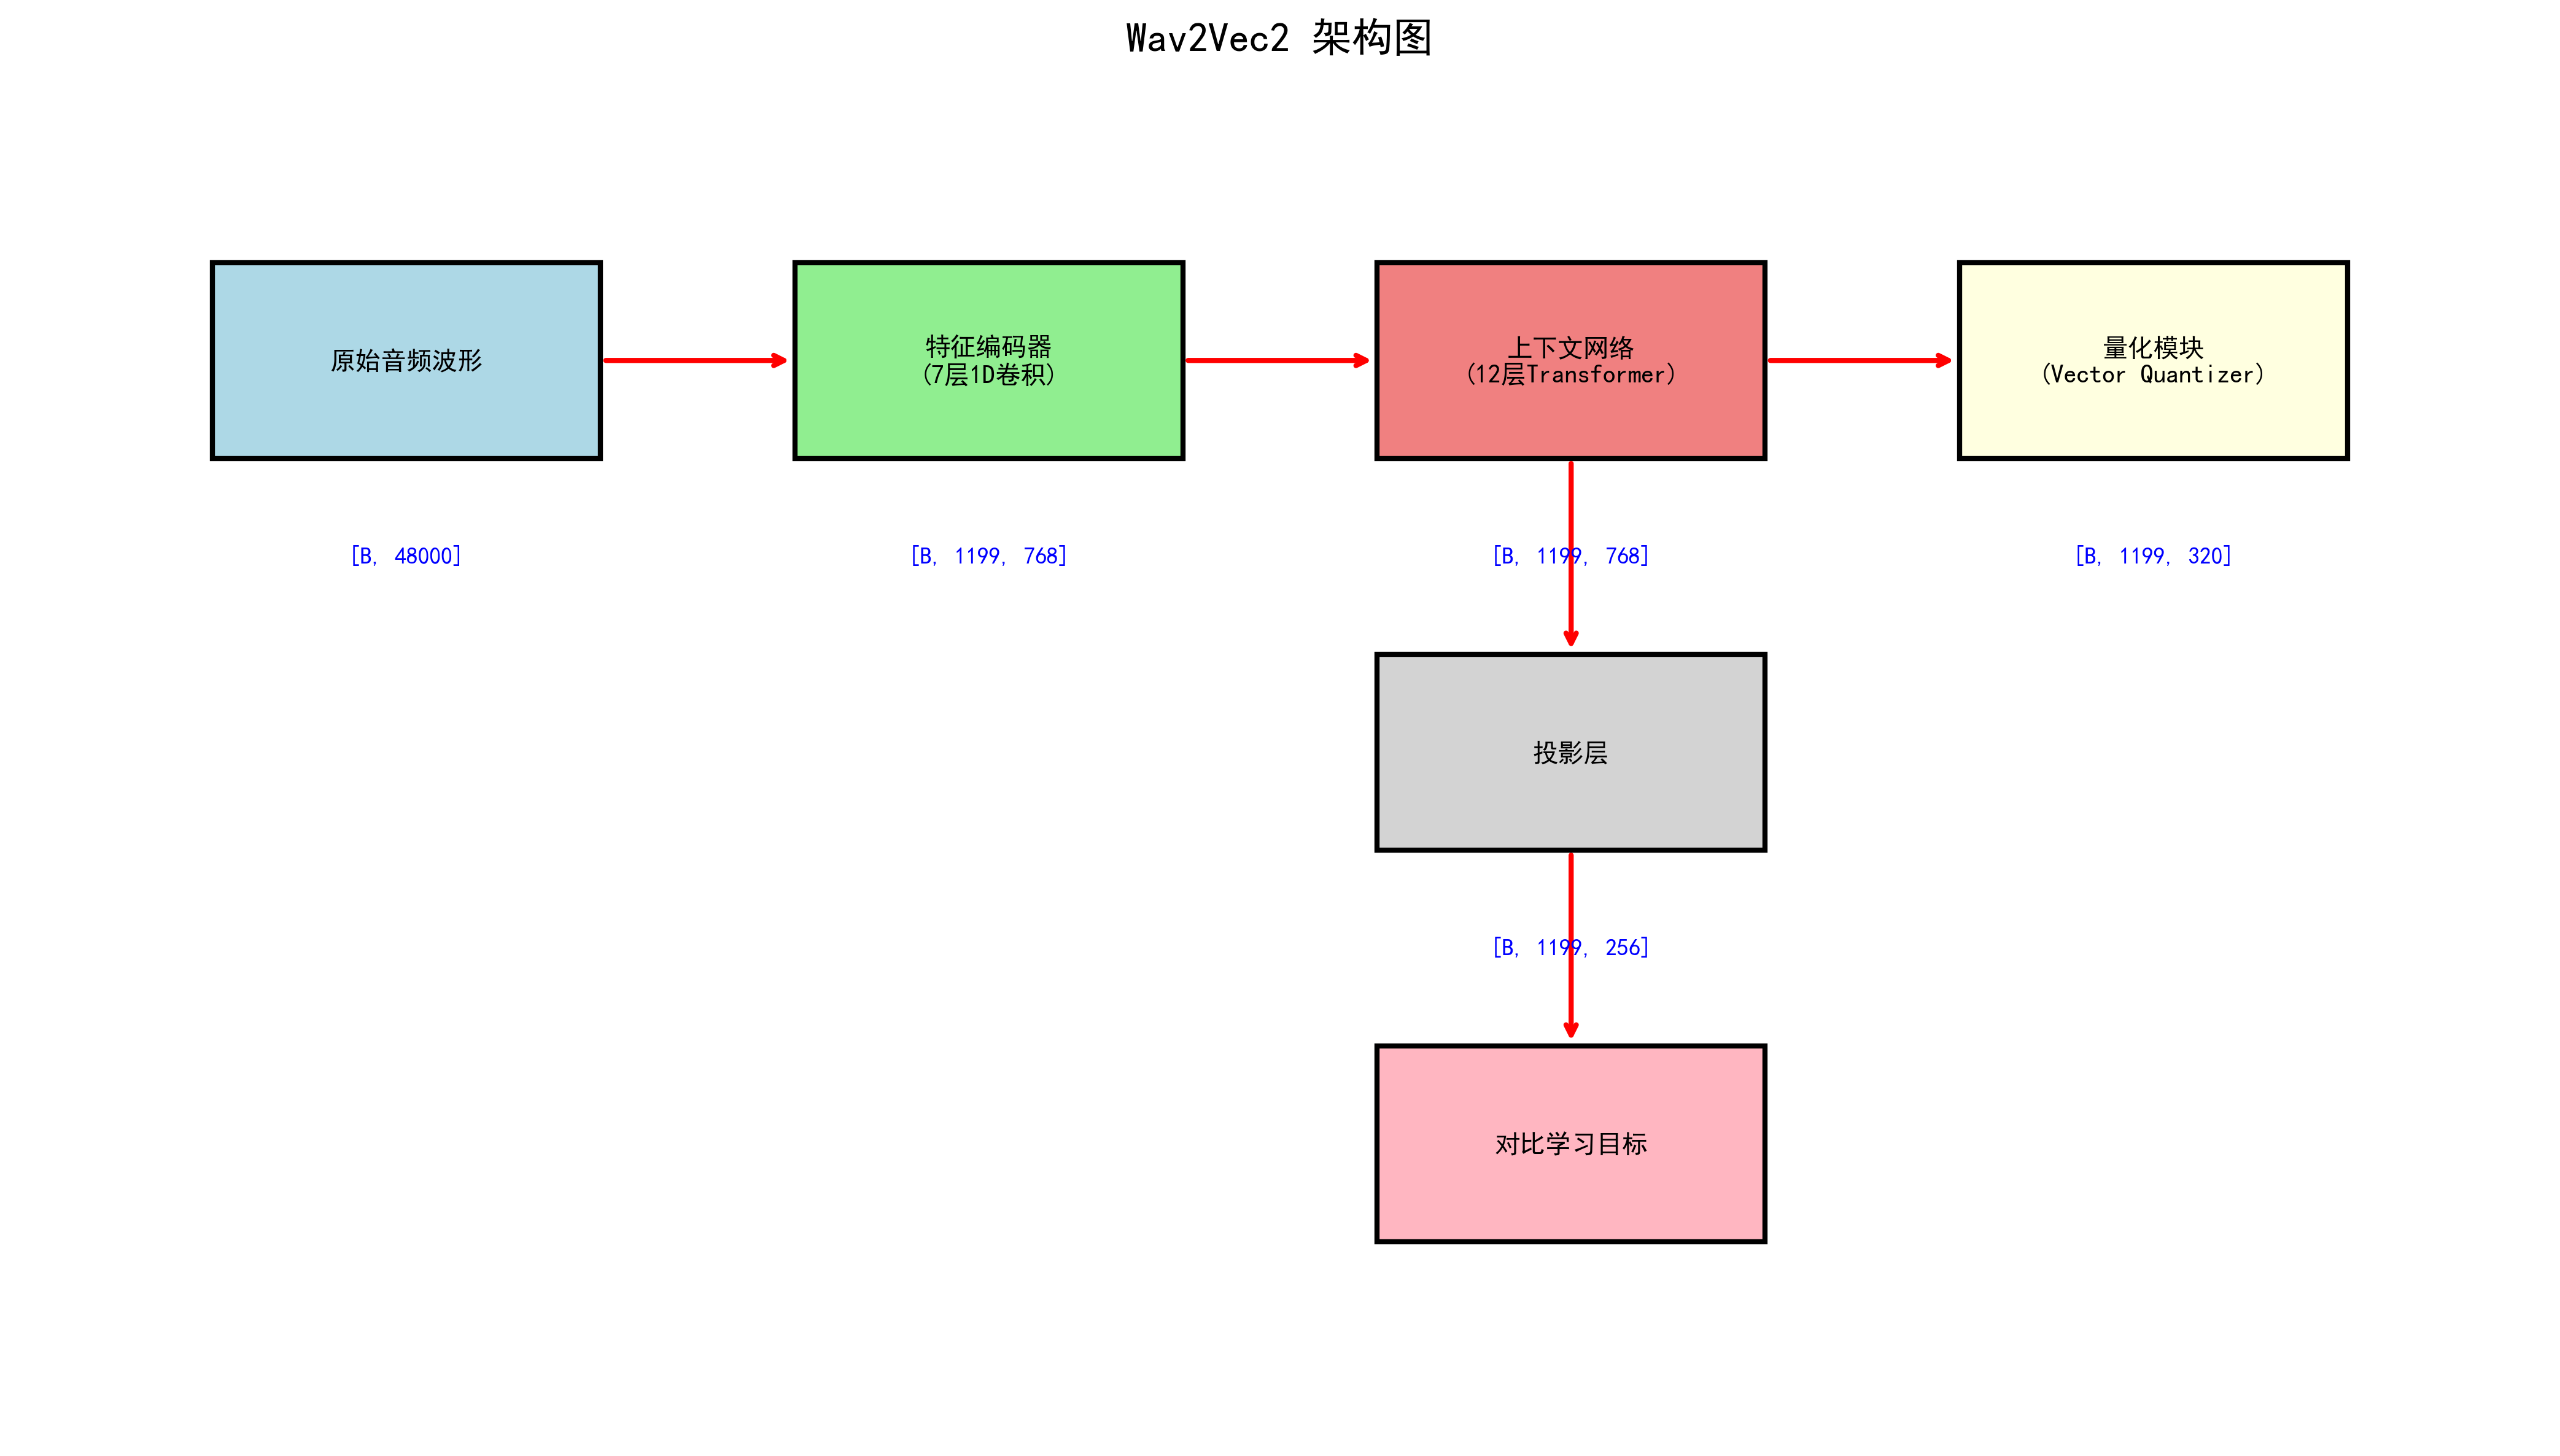 Wav2Vec2 架构图
原始音频波形
特征编码器
(7层1D卷积)
上下文网络
(12层Transformer)
量化模块
(Vector Quantizer)
[B, 48000]
[B, 1199, 768]
[B, 1199, 768]
[B, 1199, 320]
投影层
[B, 1199, 256]
对比学习目标